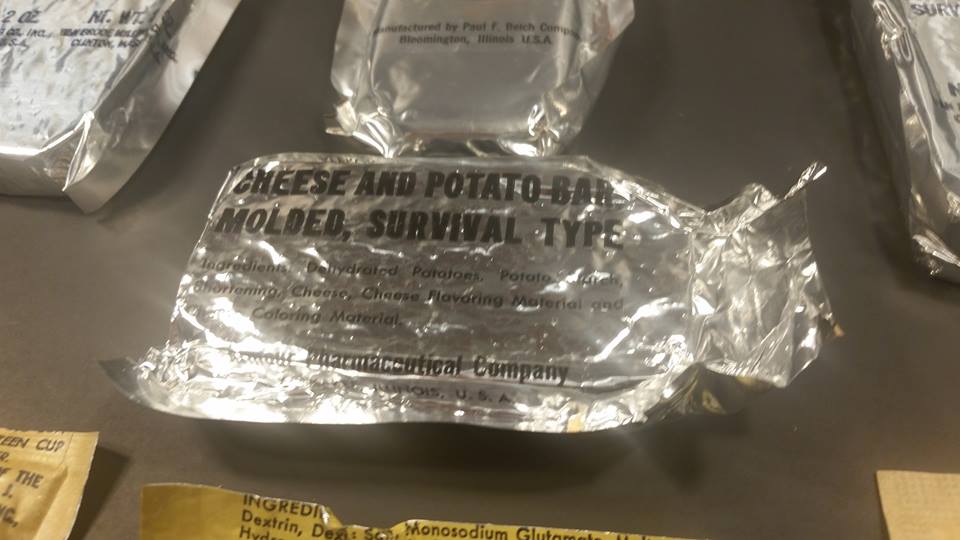 2 OZ. NT. WT.
CO., INC.,
U.S.A. CLINTON,
Manufactured by Paul F. Beich Company
Bloomington, Illinois U.S.A.
CHEESE AND POTATO BAR
MOLDED, SURVIVAL TYPE
Ingredients: Dehydrated Potatoes, Potato Starch,
Shortening, Cheese, Cheese Flavoring Material and
Coloring Material.
Pharmaceutical Company
ILLINOIS, U.S.A.
CUP
OF THE
INGREDI
Dextrin, Monosodium Glutamate,